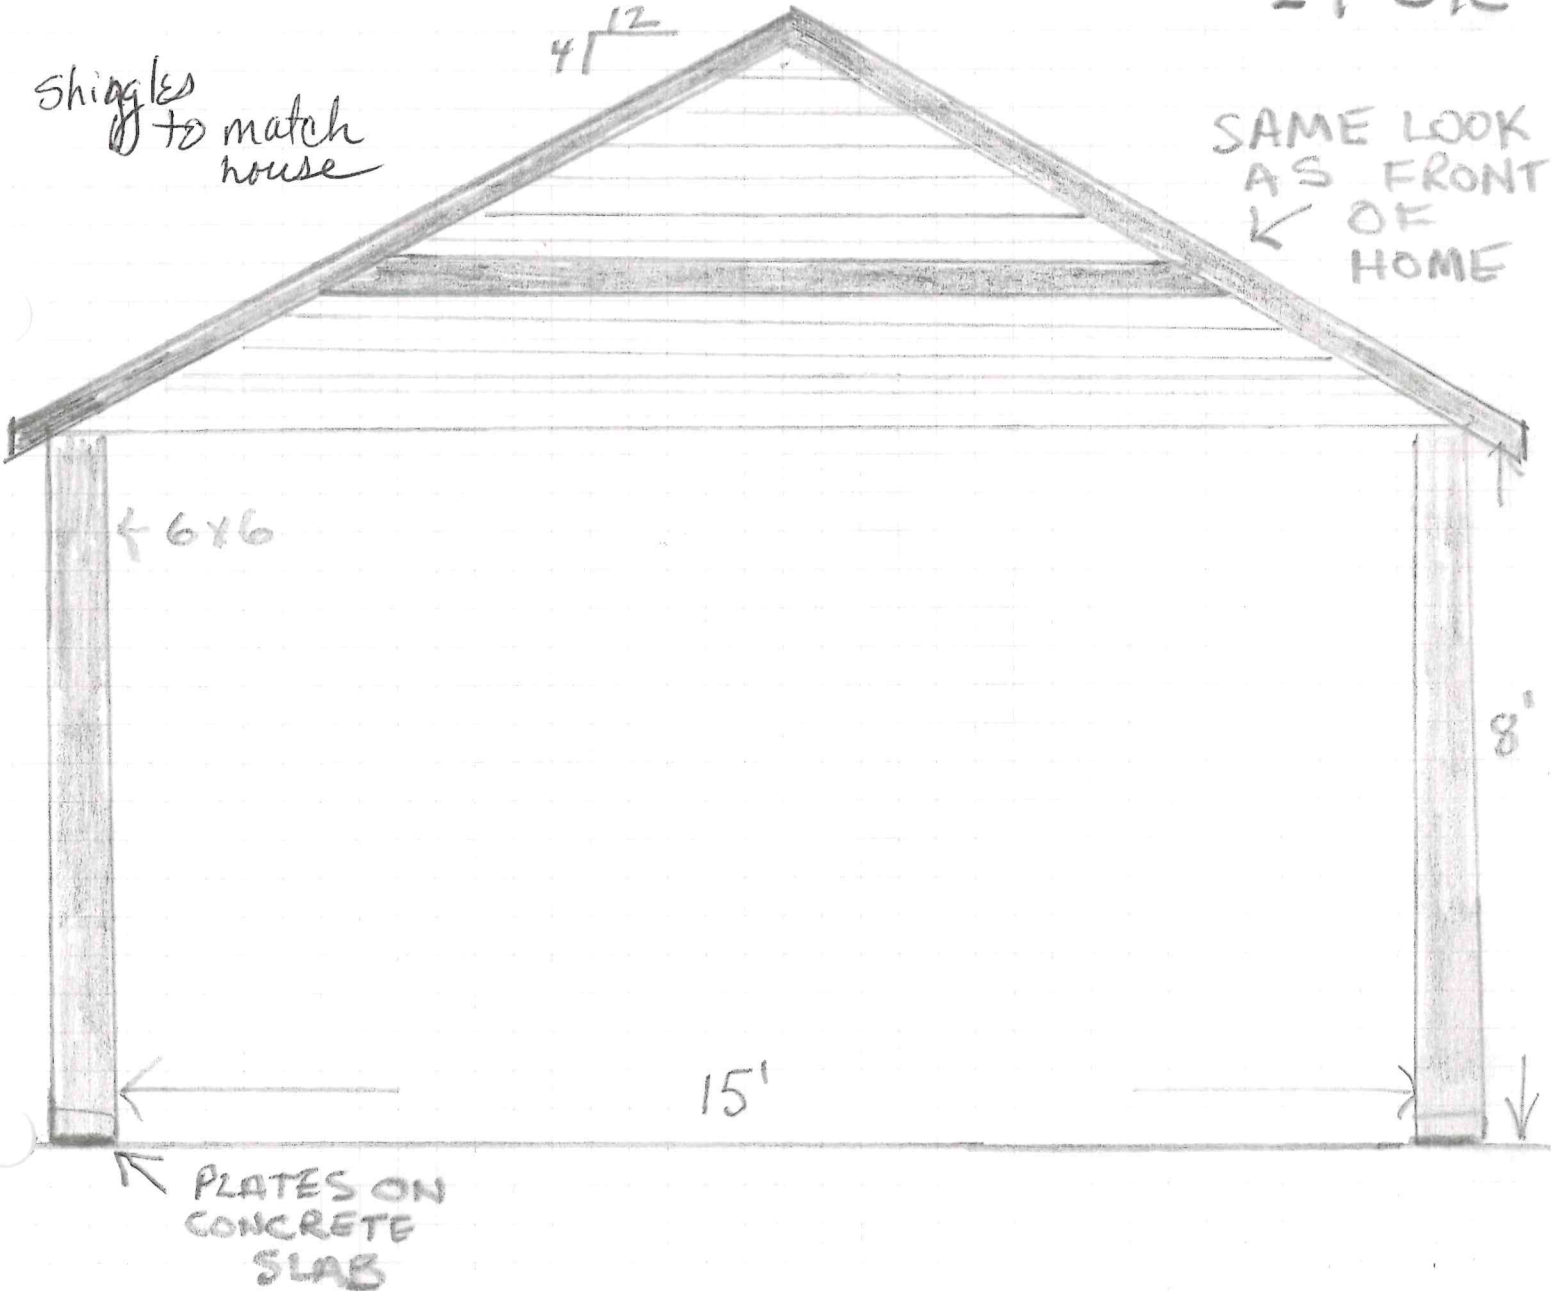 12
4
Shiggles
to match
house
SAME LOOK
AS FRONT
OF
HOME
6x6
8'
15'
PLATES ON
CONCRETE
SLAB